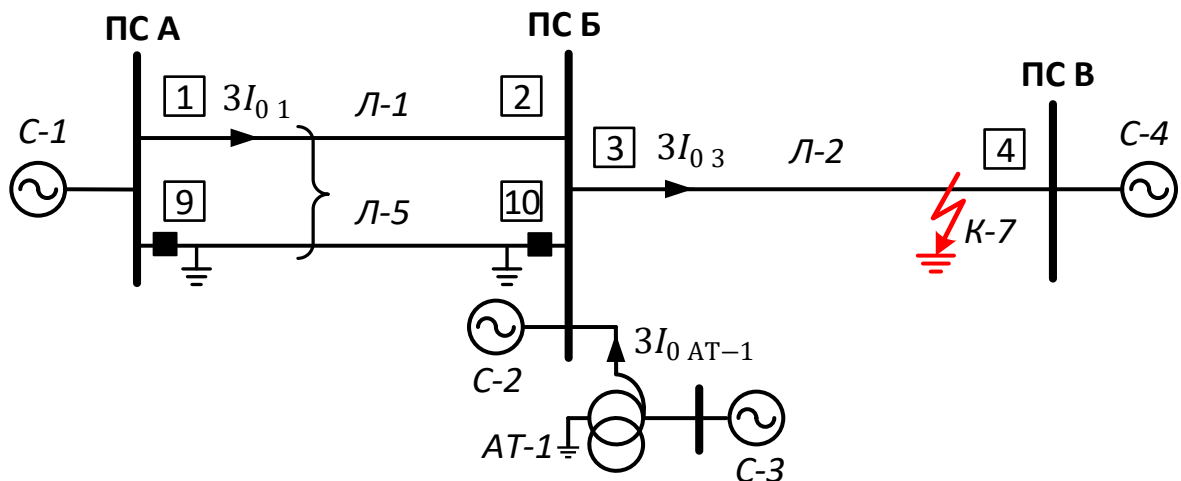 ПС А
ПС Б
ПС В
1
3I₀ ₁
Л-1
2
С-1
3
3I₀ ₃
Л-2
4
С-4
9
Л-5
10
К-7
С-2
3I₀ АТ−1
АТ-1
С-3